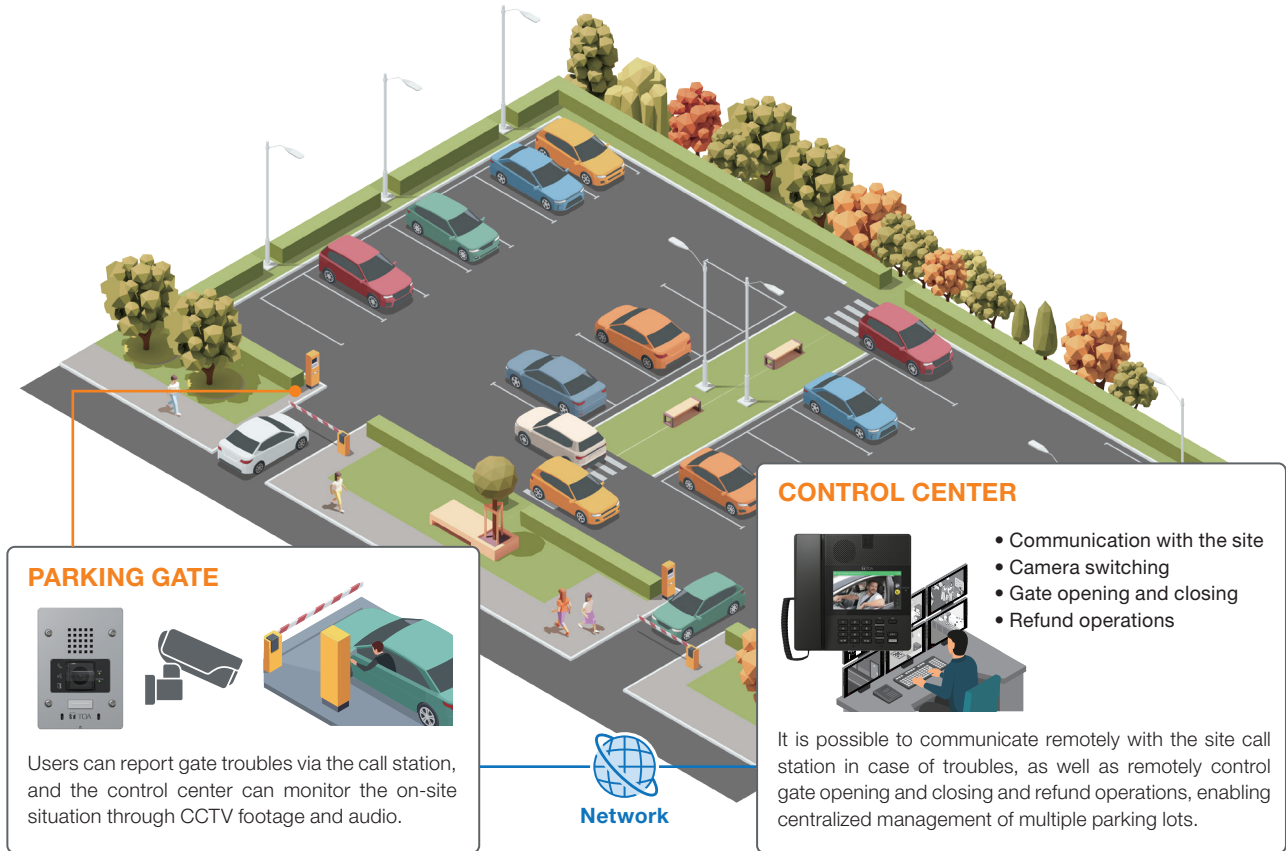 PARKING GATE
TOA
Users can report gate troubles via the call station,
and the control center can monitor the on-site
situation through CCTV footage and audio.
Network
CONTROL CENTER
TOA
• Communication with the site
• Camera switching
• Gate opening and closing
• Refund operations
It is possible to communicate remotely with the site call
station in case of troubles, as well as remotely control
gate opening and closing and refund operations, enabling
centralized management of multiple parking lots.